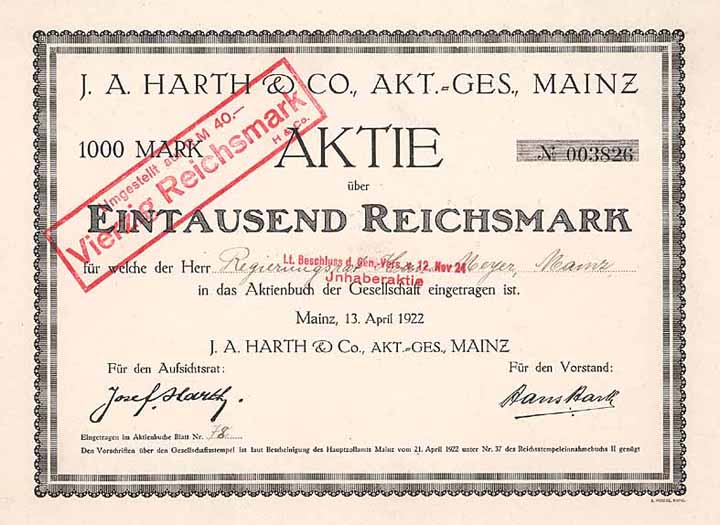 J. A. HARTH & CO., AKT.=GES., MAINZ
1000 MARK AKTIE № 003826
Umgestellt auf G.M 40.—
Vierzig Reichsmark
H & Co.
über
EINTAUSEND REICHSMARK
Lt. Beschluss d. Gen.-Vers. v. 12. Nov 24
Jnhaberaktie
für welche der Herr Regierungsrat Meyer, Mainz
in das Aktienbuch der Gesellschaft eingetragen ist.
Mainz, 13. April 1922
J. A. HARTH & CO., AKT.=GES., MAINZ
Für den Aufsichtsrat: Für den Vorstand:
Josef Harth. Hans Harth
Eingetragen im Aktienbuche Blatt Nr. 78
Den Vorschriften über den Gesellschaftsstempel ist laut Bescheinigung des Hauptzollamts Mainz vom 21. April 1922 unter Nr. 37 des Reichsstempeleinnahmebuchs II genügt